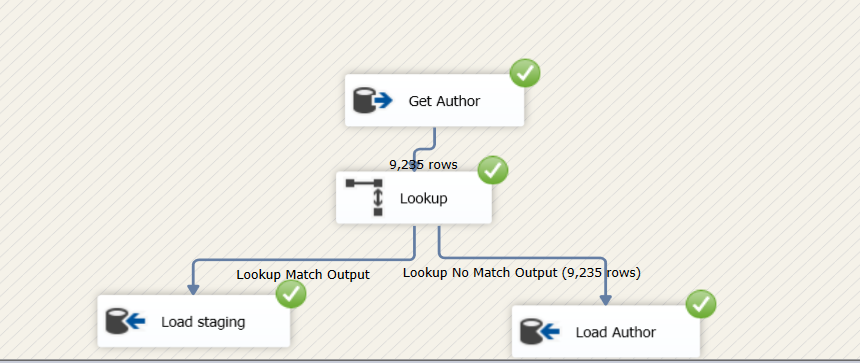 Get Author
9,235 rows
Lookup
Lookup Match Output
Lookup No Match Output (9,235 rows)
Load staging
Load Author